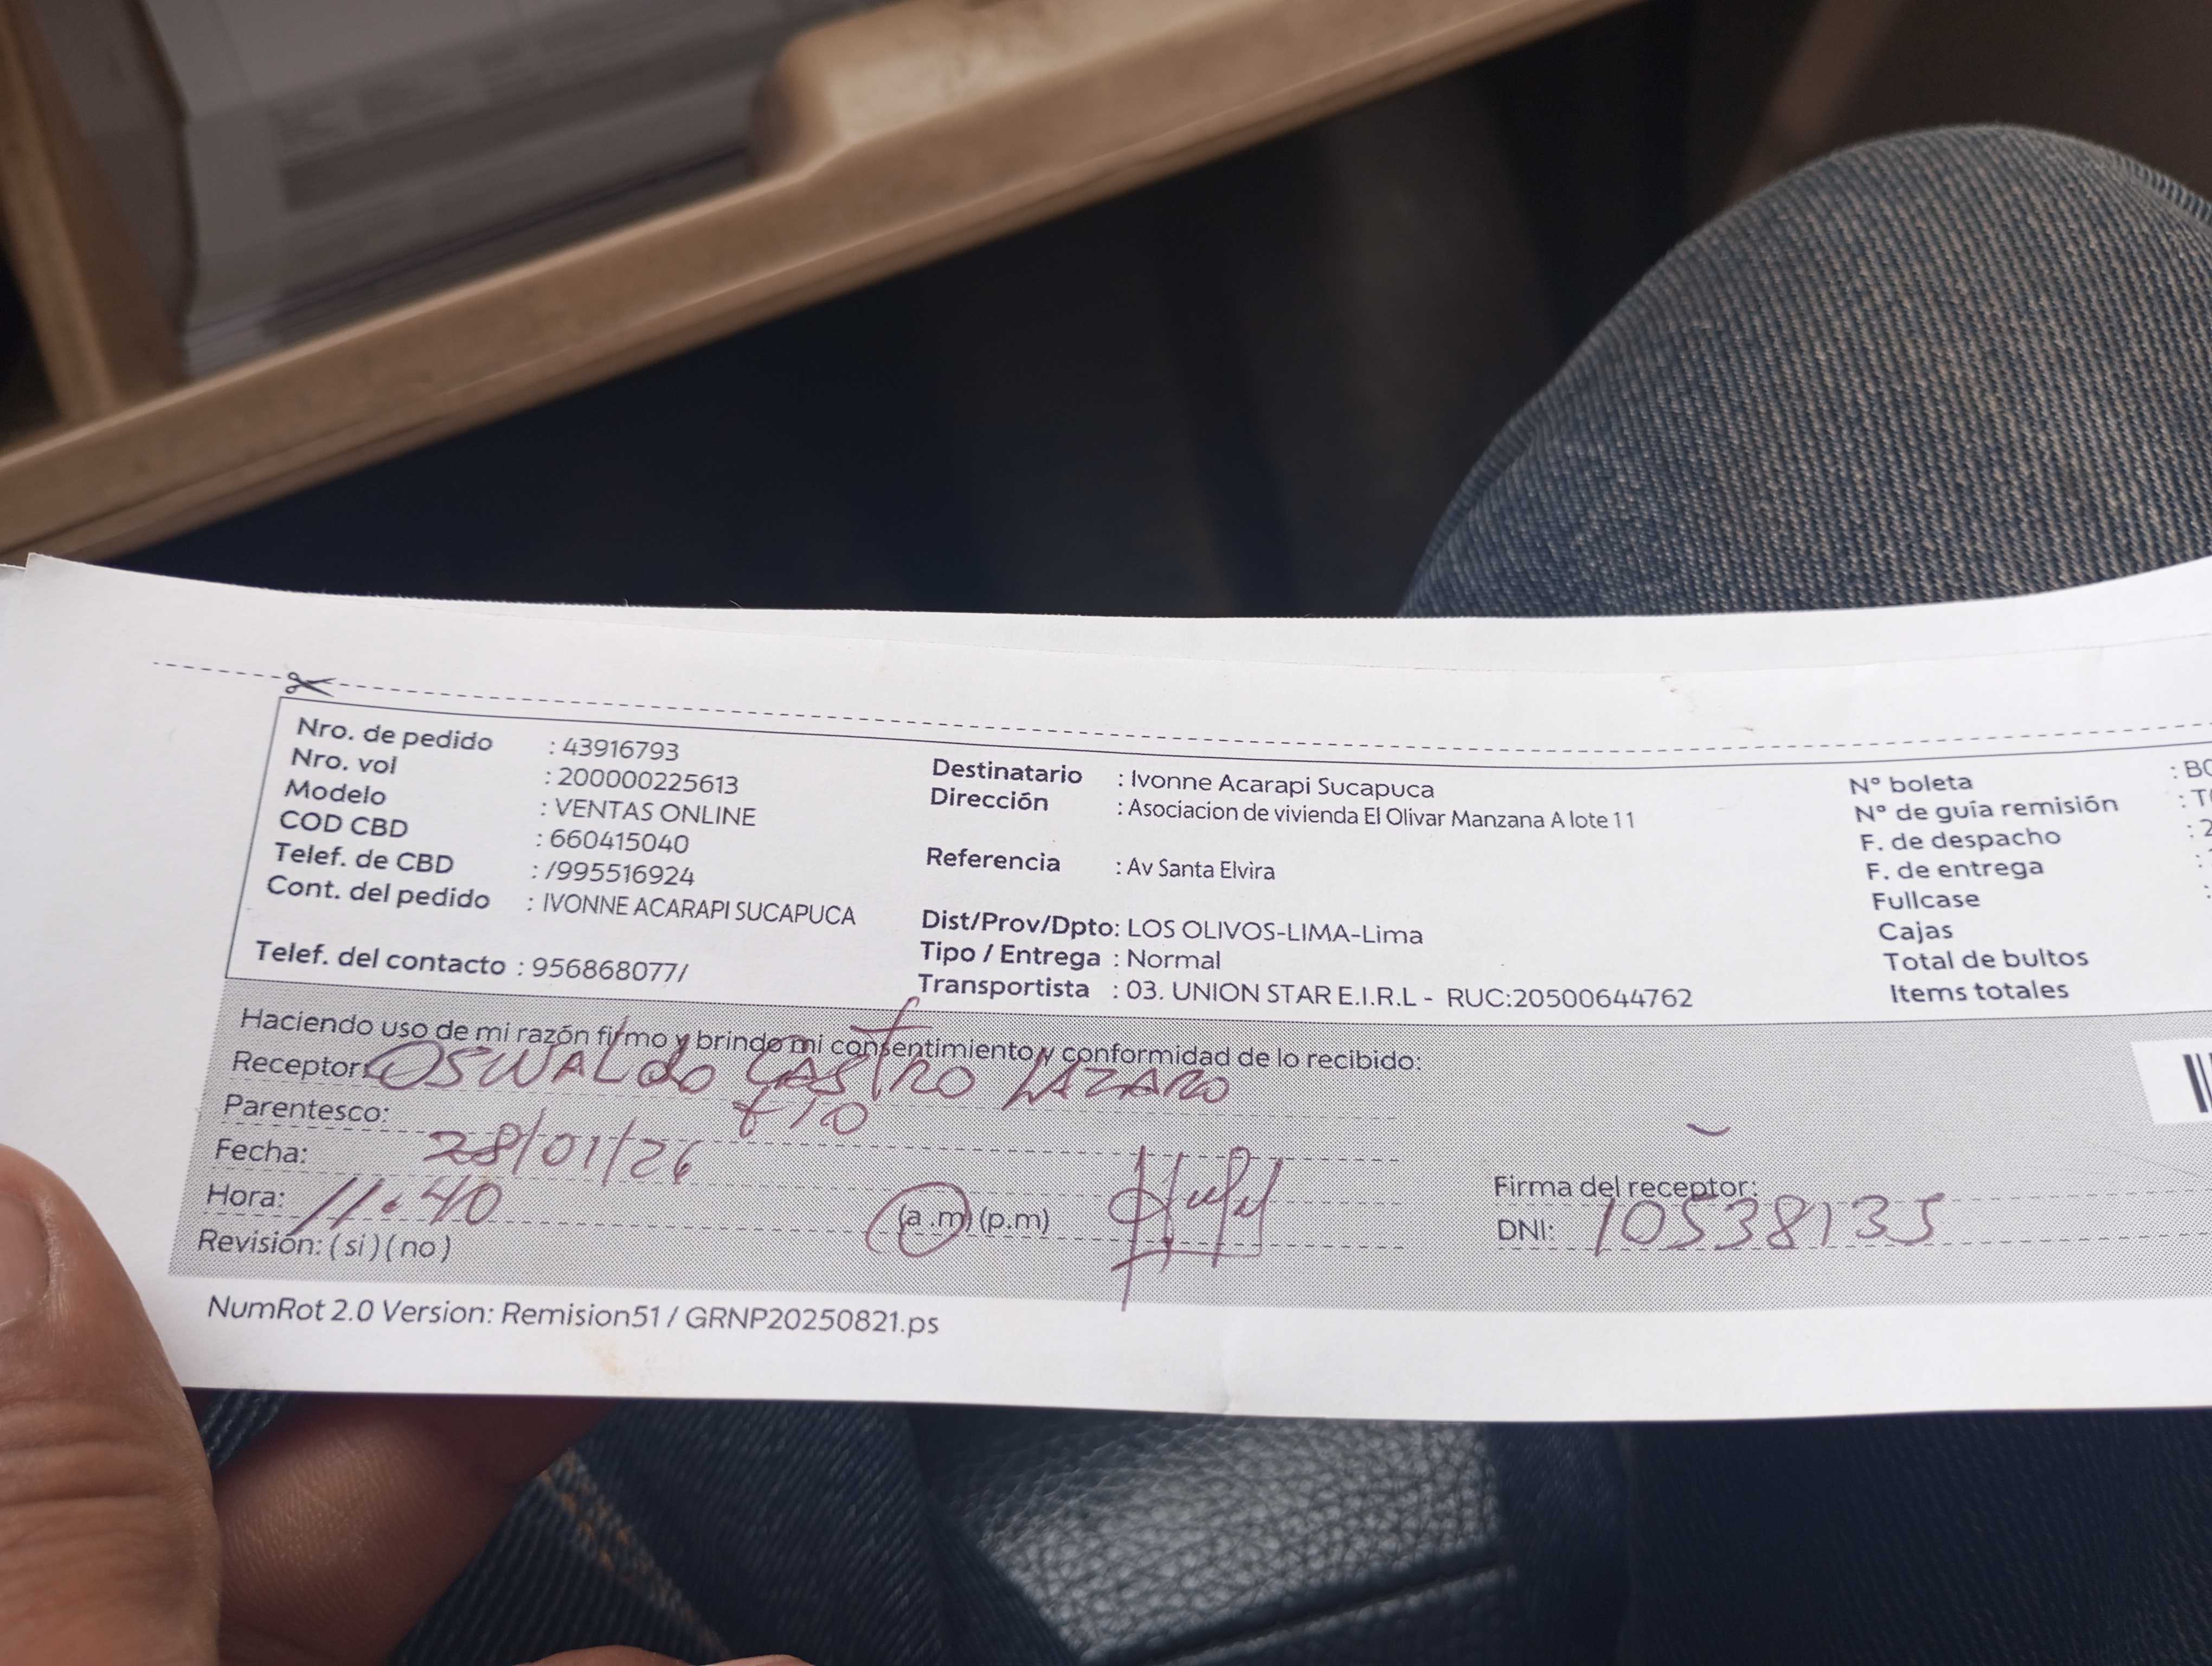 Nro. de pedido : 43916793
Nro. vol : 200000225613
Modelo : VENTAS ONLINE
COD CBD : 660415040
Telef. de CBD : /995516924
Cont. del pedido : IVONNE ACARAPI SUCAPUCA
Telef. del contacto : 956868077/
Destinatario : Ivonne Acarapi Sucapuca
Dirección : Asociacion de vivienda El Olivar Manzana A lote 11
Referencia : Av Santa Elvira
Dist/Prov/Dpto: LOS OLIVOS-LIMA-Lima
Tipo / Entrega : Normal
Transportista : 03. UNION STAR E.I.R.L - RUC:20500644762
N° boleta : B
N° de guía remisión : T
F. de despacho : 2
F. de entrega :
Fullcase :
Cajas
Total de bultos
Items totales
Haciendo uso de mi razón firmo y brindo mi consentimiento y conformidad de lo recibido:
Receptor: OSWALdo CASTRO LAZARO
Parentesco: tIO
Fecha: 28/01/26
Hora: 11.40 (a .m) (p.m)
Revisión: (si) (no)
Firma del receptor:
DNI: 10538135
NumRot 2.0 Version: Remision51 / GRNP20250821.ps